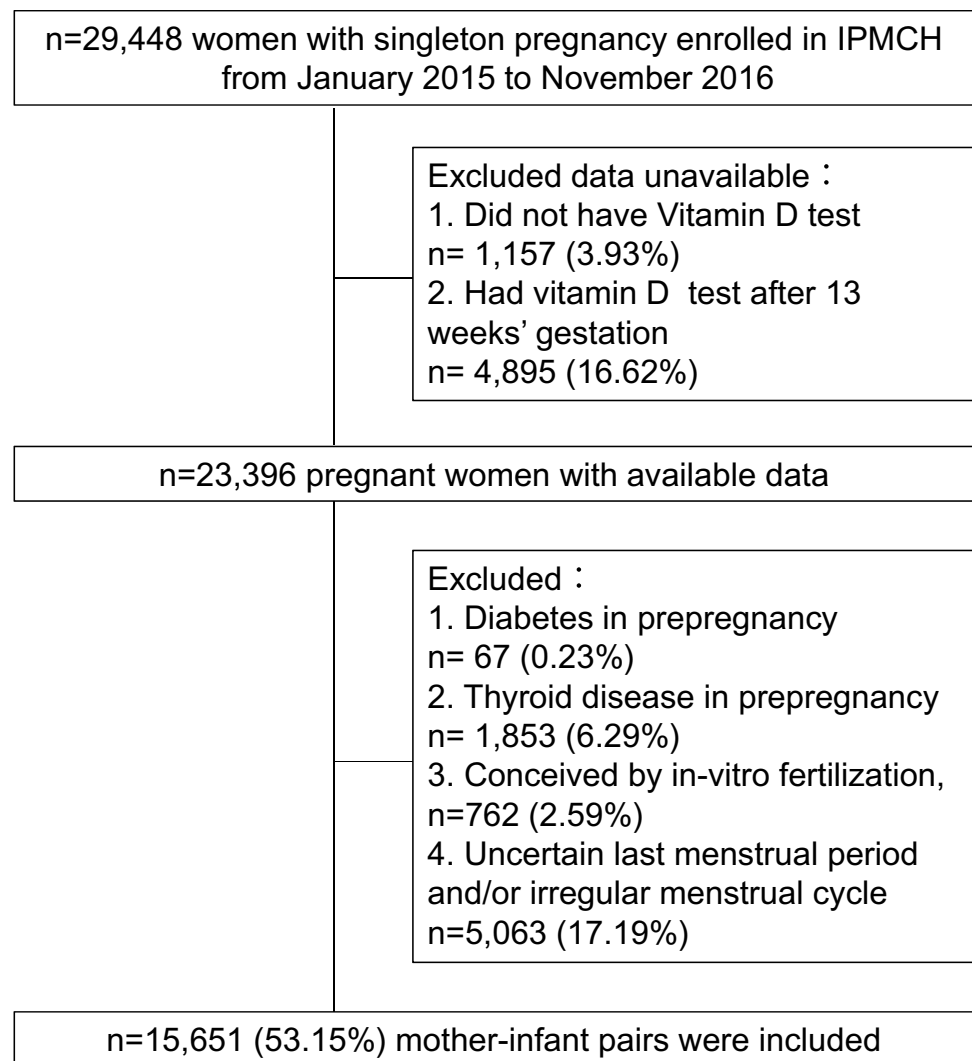 n=29,448 women with singleton pregnancy enrolled in IPMCH
from January 2015 to November 2016
Excluded data unavailable：
1. Did not have Vitamin D test
n= 1,157 (3.93%)
2. Had vitamin D  test after 13
weeks’ gestation
n= 4,895 (16.62%)
n=23,396 pregnant women with available data
Excluded：
1. Diabetes in prepregnancy
n= 67 (0.23%)
2. Thyroid disease in prepregnancy
n= 1,853 (6.29%)
3. Conceived by in-vitro fertilization,
n=762 (2.59%)
4. Uncertain last menstrual period
and/or irregular menstrual cycle
n=5,063 (17.19%)
n=15,651 (53.15%) mother-infant pairs were included